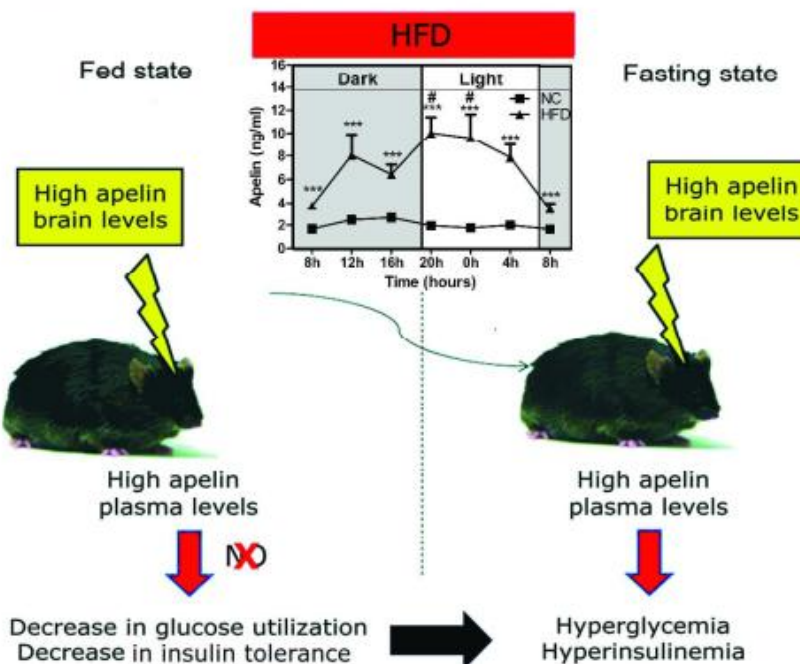 HFD
Fed state
Fasting state
Dark
Light
NC
HFD
#
#
***
***
***
***
***
***
***
Apelin (ng/ml)
16
14
12
10
8
6
4
2
0
8h
12h
16h
20h
0h
4h
8h
Time (hours)
High apelin
brain levels
High apelin
brain levels
High apelin
plasma levels
High apelin
plasma levels
NO
Decrease in glucose utilization
Decrease in insulin tolerance
Hyperglycemia
Hyperinsulinemia